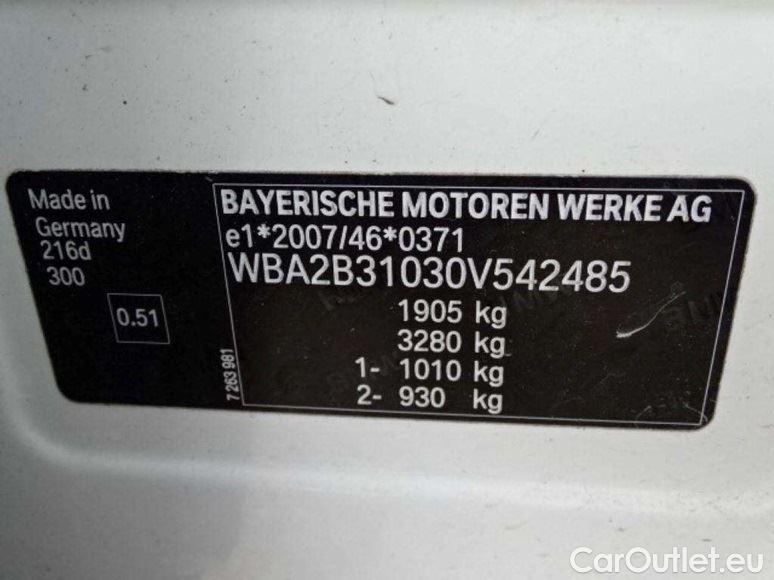 Made in
Germany
216d
300
0.51
BAYERISCHE MOTOREN WERKE AG
e1*2007/46*0371
WBA2B31030V542485
1905 kg
3280 kg
1- 1010 kg
2- 930 kg
7 263 981
CarOutlet.eu